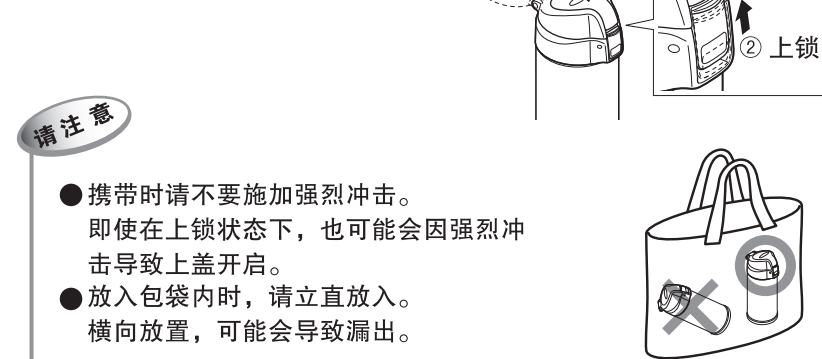 ② 上锁
请注意
●携带时请不要施加强烈冲击。
即使在上锁状态下，也可能会因强烈冲
击导致上盖开启。
●放入包袋内时，请立直放入。
横向放置，可能会导致漏出。